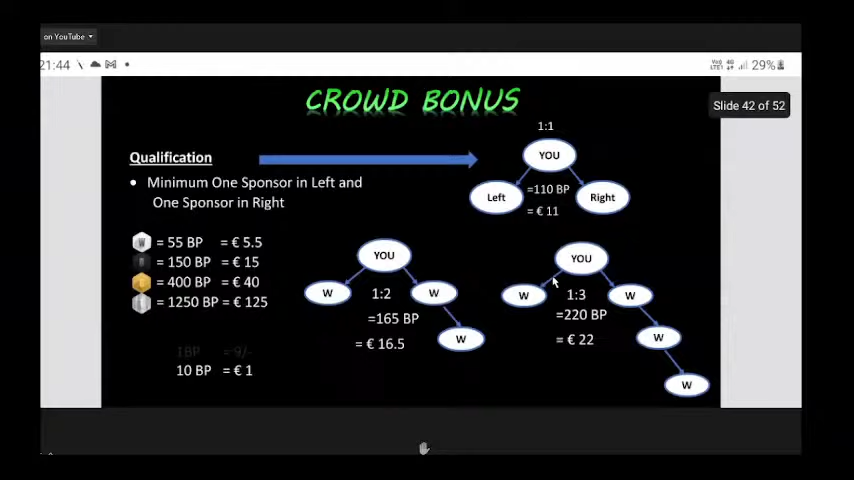 on YouTube
21:44
29%
CROWD BONUS
Slide 42 of 52
1:1
Qualification
YOU
Minimum One Sponsor in Left and
One Sponsor in Right
Left
=110 BP
Right
= € 11
W = 55 BP = € 5.5
= 150 BP = € 15
= 400 BP = € 40
= 1250 BP = € 125
YOU
W
1:2
W
=165 BP
W
= € 16.5
YOU
W
1:3
W
=220 BP
W
= € 22
W
1BP = 9/-
10 BP = € 1